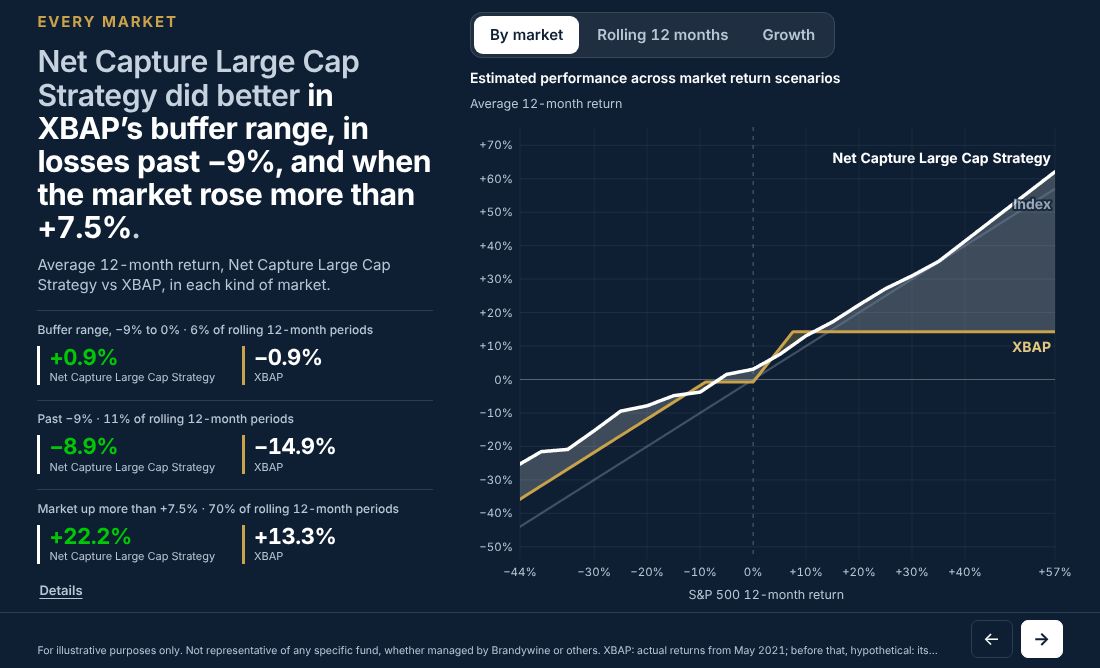 EVERY MARKET
Net Capture Large Cap
Strategy did better in
XBAP’s buffer range, in
losses past −9%, and when
the market rose more than
+7.5%.
Average 12-month return, Net Capture Large Cap
Strategy vs XBAP, in each kind of market.
Buffer range, −9% to 0% · 6% of rolling 12-month periods
+0.9%
Net Capture Large Cap Strategy
−0.9%
XBAP
Past −9% · 11% of rolling 12-month periods
−8.9%
Net Capture Large Cap Strategy
−14.9%
XBAP
Market up more than +7.5% · 70% of rolling 12-month periods
+22.2%
Net Capture Large Cap Strategy
+13.3%
XBAP
Details
By market
Rolling 12 months
Growth
Estimated performance across market return scenarios
Average 12-month return
+70%
+60%
+50%
+40%
+30%
+20%
+10%
0%
−10%
−20%
−30%
−40%
−50%
Net Capture Large Cap Strategy
Index
XBAP
−44%
−30%
−20%
−10%
0%
+10%
+20%
+30%
+40%
+57%
S&P 500 12-month return
For illustrative purposes only. Not representative of any specific fund, whether managed by Brandywine or others. XBAP: actual returns from May 2021; before that, hypothetical: its…